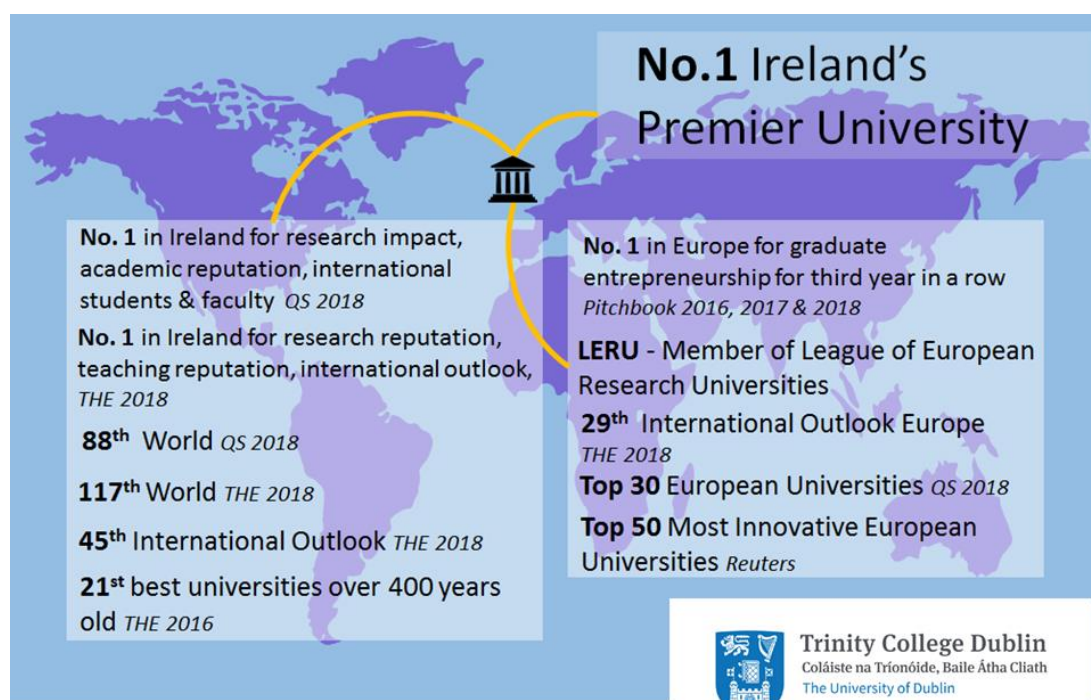 No.1 Ireland's
Premier University
No. 1 in Ireland for research impact,
academic reputation, international
students & faculty QS 2018
No. 1 in Ireland for research reputation,
teaching reputation, international outlook,
THE 2018
88th World QS 2018
117th World THE 2018
45th International Outlook THE 2018
21st best universities over 400 years
old THE 2016
No. 1 in Europe for graduate
entrepreneurship for third year in a row
Pitchbook 2016, 2017 & 2018
LERU - Member of League of European
Research Universities
29th International Outlook Europe
THE 2018
Top 30 European Universities QS 2018
Top 50 Most Innovative European
Universities Reuters
Trinity College Dublin
Coláiste na Tríonóide, Baile Átha Cliath
The University of Dublin